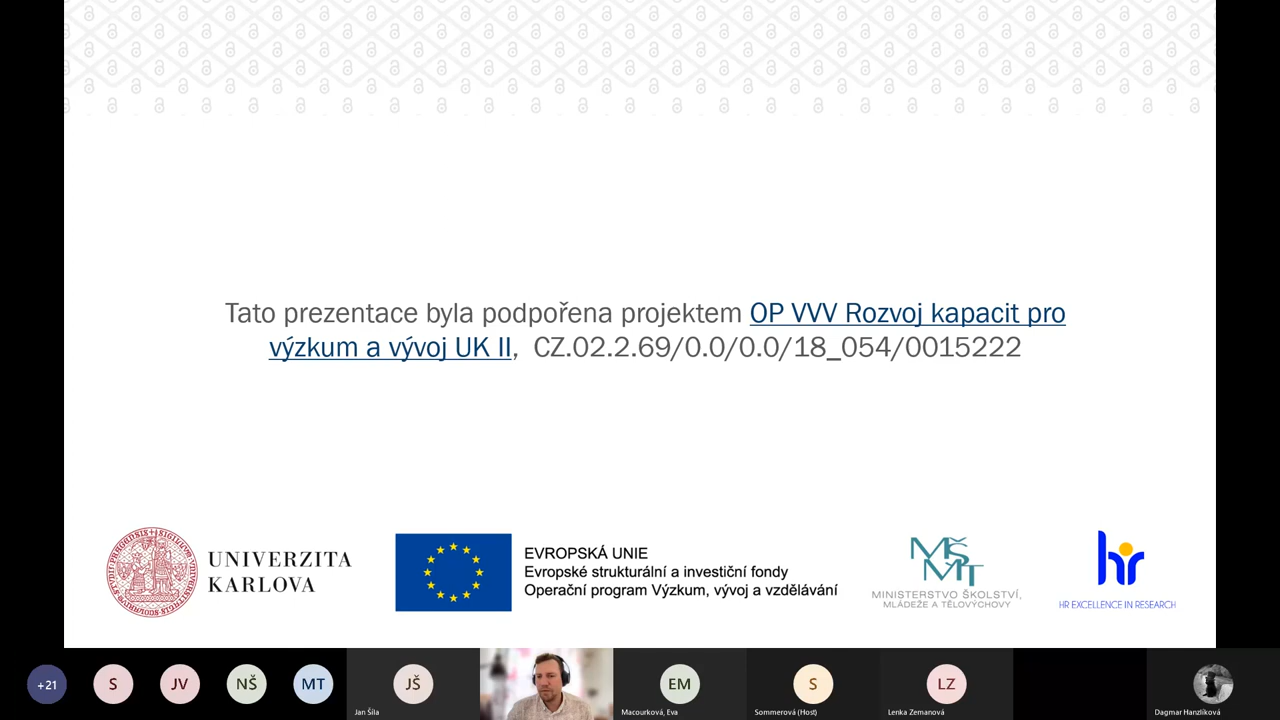 Tato prezentace byla podpořena projektem OP VVV Rozvoj kapacit pro
výzkum a vývoj UK II, CZ.02.2.69/0.0/0.0/18_054/0015222
UNIVERZITA
KARLOVA
EVROPSKÁ UNIE
Evropské strukturální a investiční fondy
Operační program Výzkum, vývoj a vzdělávání
MŠMT
MINISTERSTVO ŠKOLSTVÍ,
MLÁDEŽE A TĚLOVÝCHOVY
hr
HR EXCELLENCE IN RESEARCH
+21
S
JV
NŠ
MT
JŠ
Jan Šíla
EM
Macourková, Eva
S
Sommerová (Host)
LZ
Lenka Zemanová
Dagmar Hanzlíková